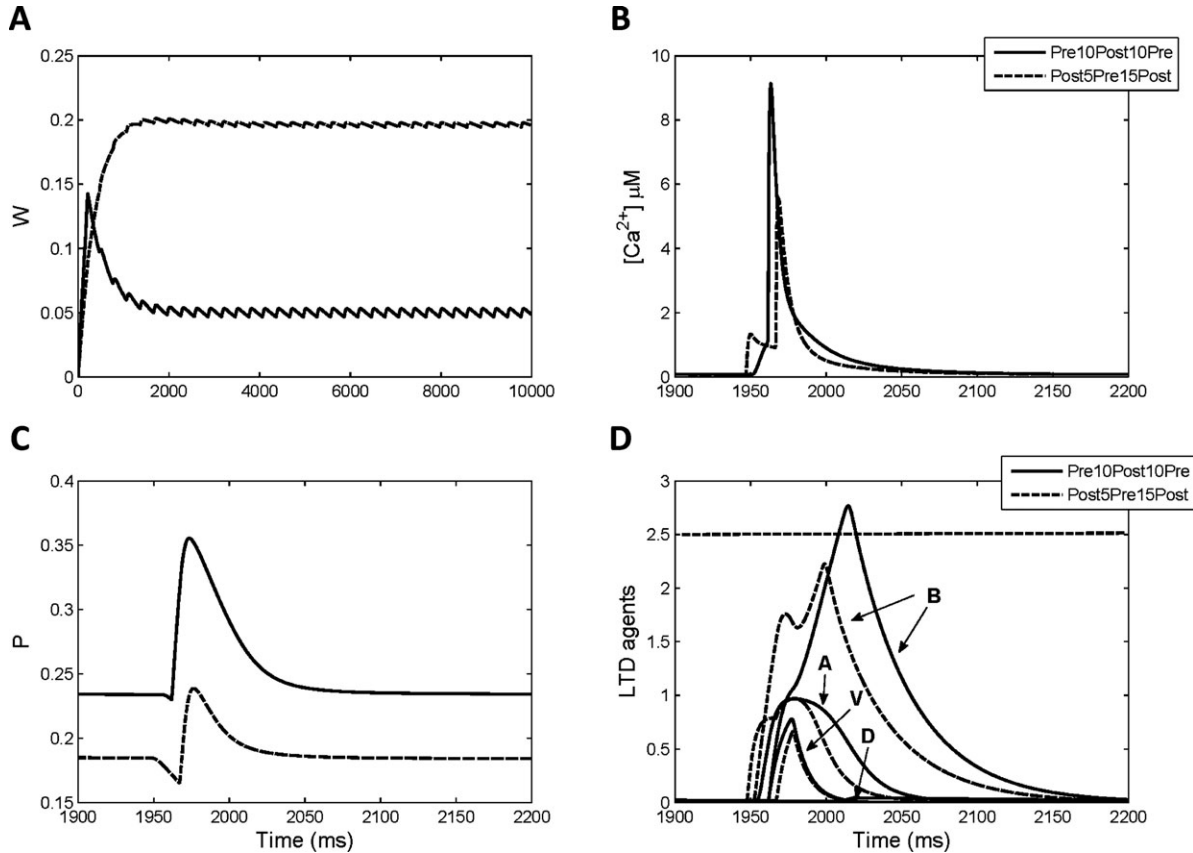 A
W
0.25
0.2
0.15
0.1
0.05
0
0 2000 4000 6000 8000 10000
B
Pre10Post10Pre
Post5Pre15Post
[Ca2+] μM
10
8
6
4
2
0
1900 1950 2000 2050 2100 2150 2200
C
P
0.4
0.35
0.3
0.25
0.2
0.15
1900 1950 2000 2050 2100 2150 2200
Time (ms)
D
Pre10Post10Pre
Post5Pre15Post
LTD agents
3
2.5
2
1.5
1
0.5
0
B
A
V
D
1900 1950 2000 2050 2100 2150 2200
Time (ms)